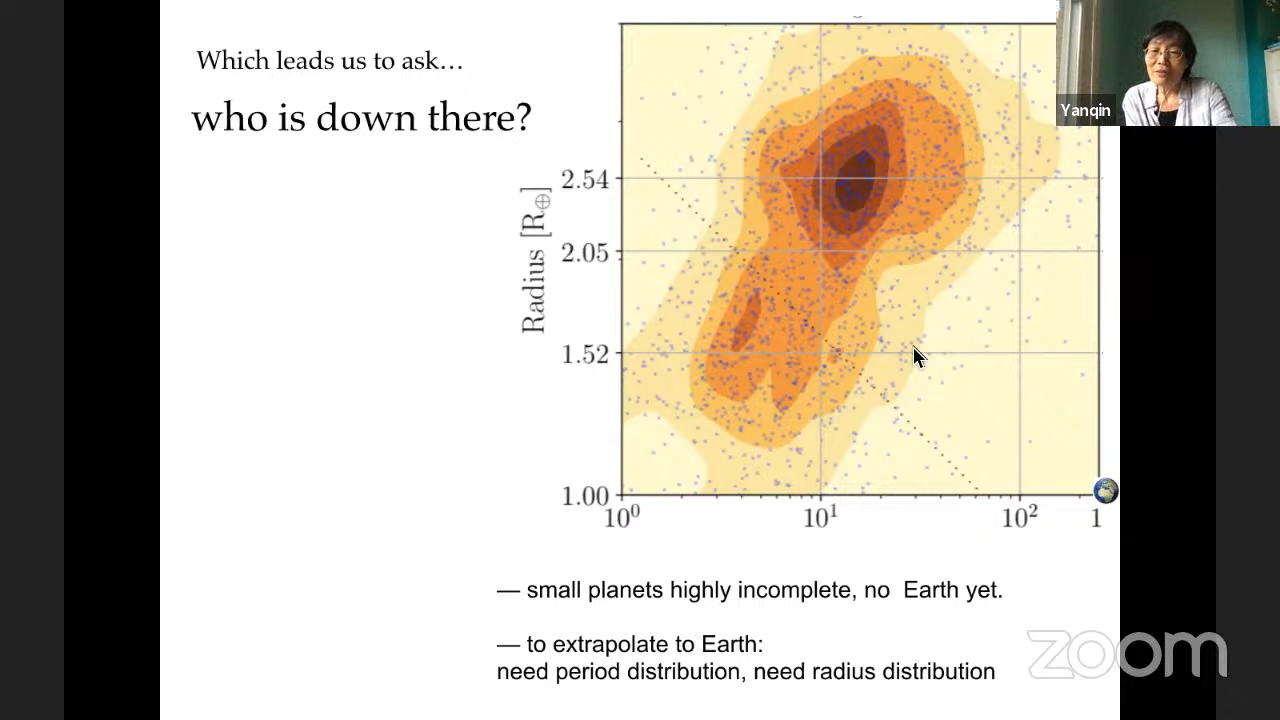 Which leads us to ask…
who is down there?
Yanqin
Radius [R⊕]
2.54
2.05
1.52
1.00
10⁰
10¹
10²
1
— small planets highly incomplete, no Earth yet.
— to extrapolate to Earth:
need period distribution, need radius distribution
zoom